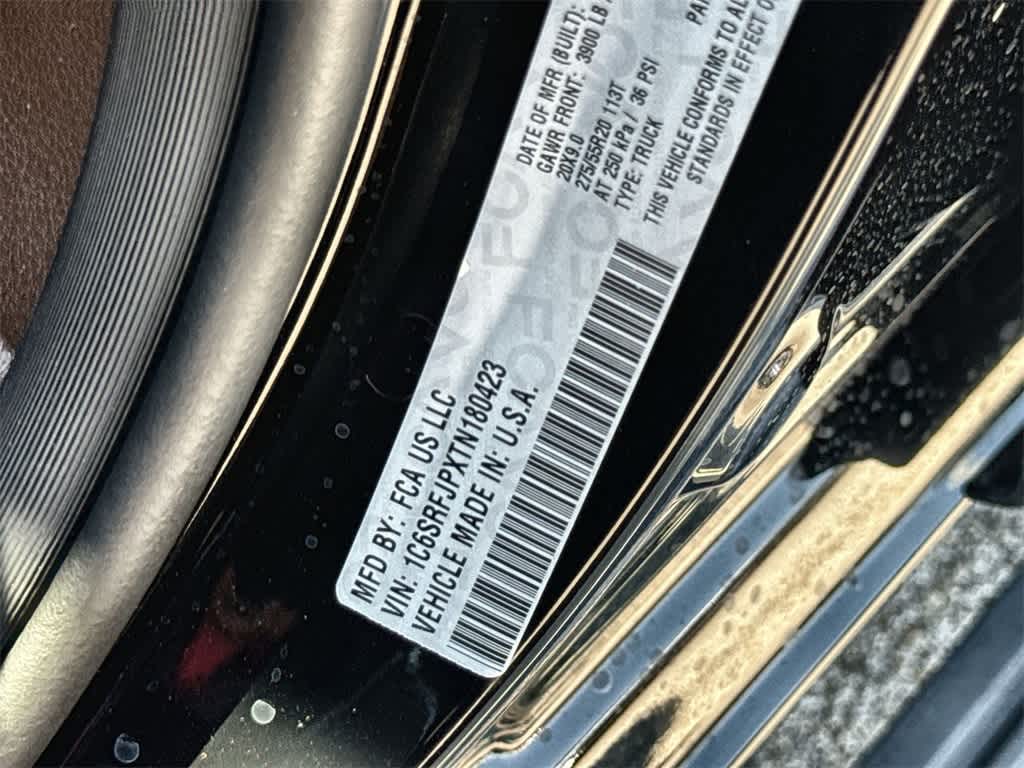 MFD BY: FCA US LLC
DATE OF MFR (BUILT):
VIN: 1C6SRFJPXTN180423
GAWR FRONT: 3900 LB
VEHICLE MADE IN: U.S.A.
20X9.0
275/55R20 113T
AT 250 kPa / 36 PSI
TYPE: TRUCK
THIS VEHICLE CONFORMS TO
STANDARDS IN EFFECT